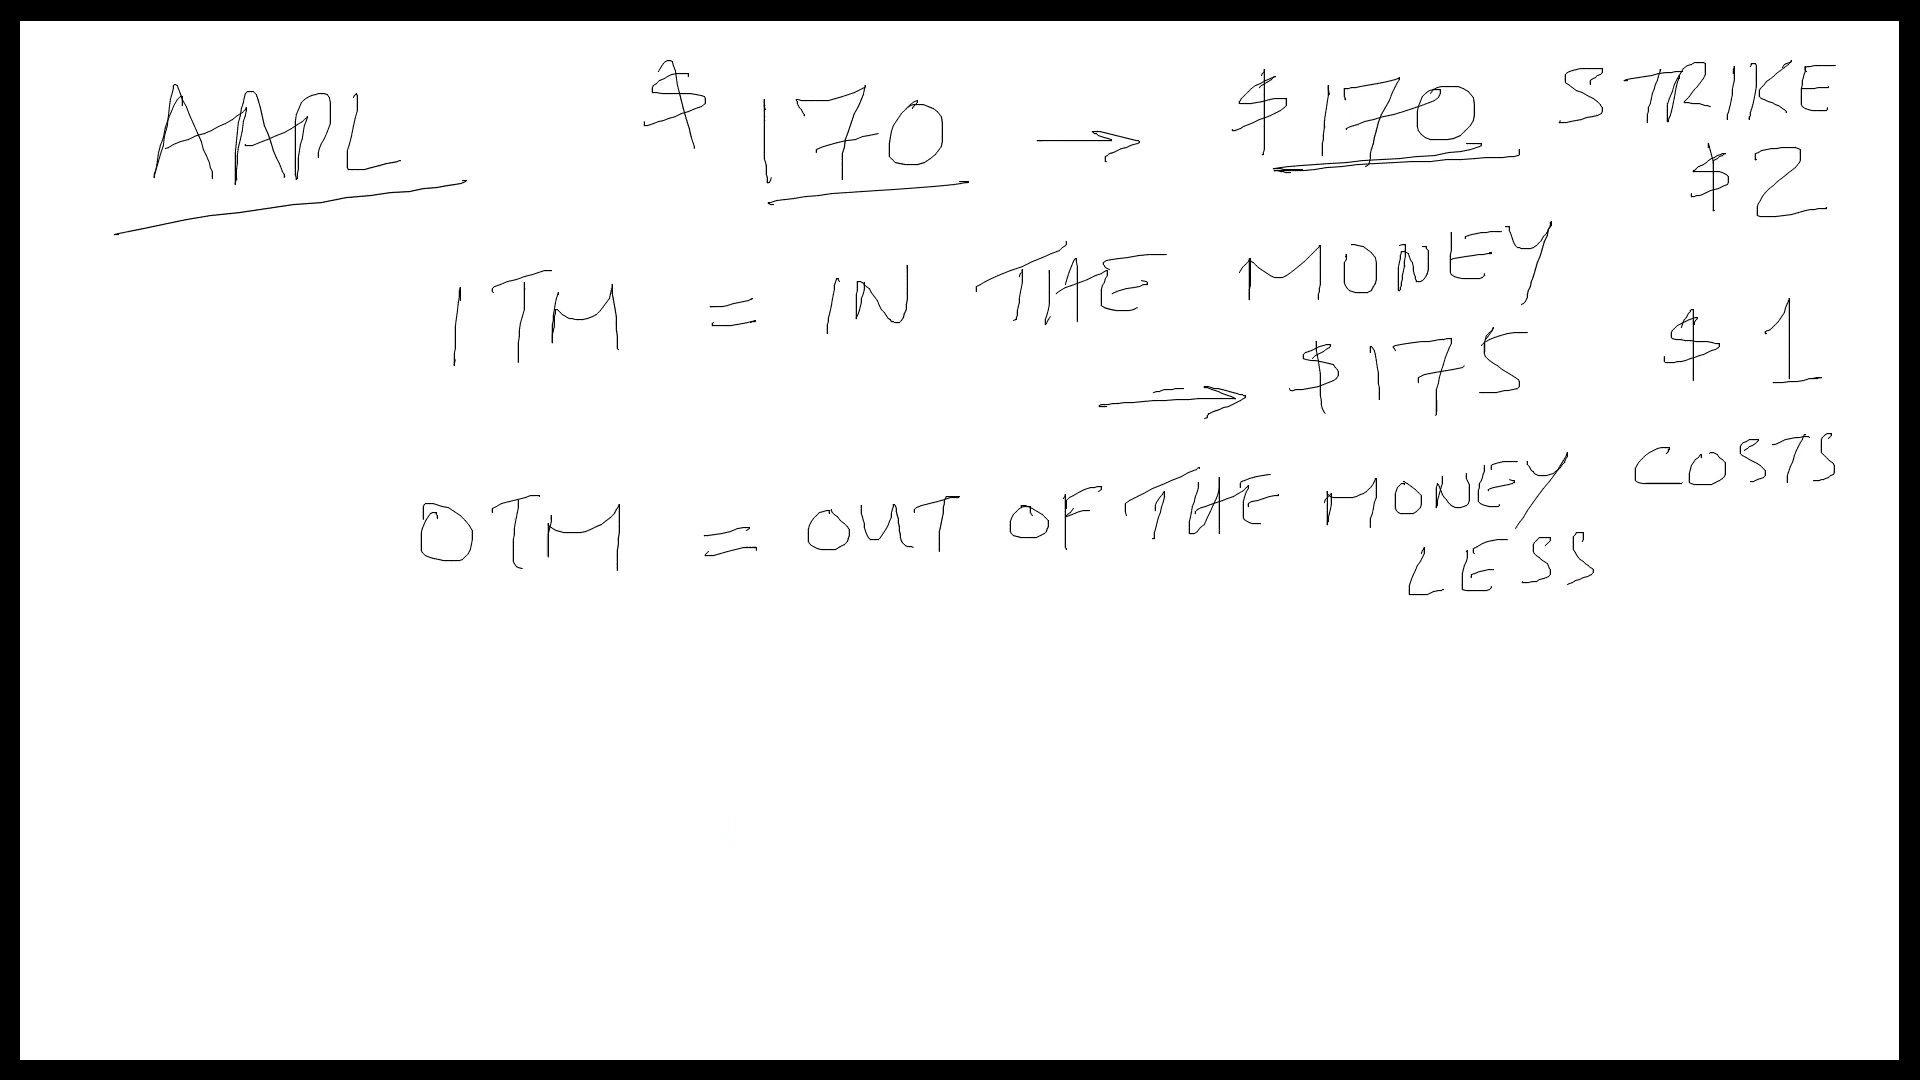 AAPL $170 → $170 STRIKE
$2
ITM = IN THE MONEY
→ $175 $1
OTM = OUT OF THE MONEY COSTS
LESS